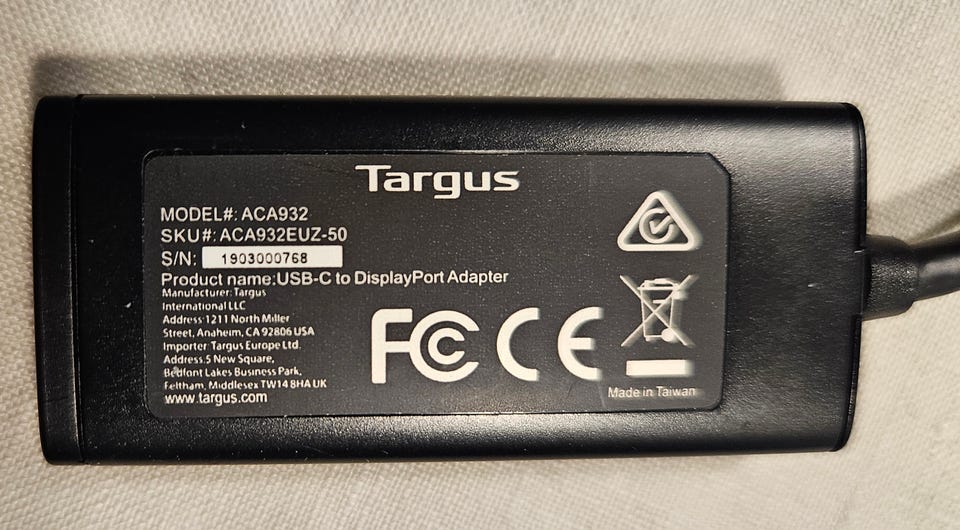 Targus
MODEL#: ACA932
SKU#: ACA932EUZ-50
S/N: 1903000768
Product name:USB-C to DisplayPort Adapter
Manufacturer: Targus
International LLC
Address:1211 North Miller
Street, Anaheim, CA 92806 USA
Importer: Targus Europe Ltd.
Address.5 New Square,
Bedfont Lakes Business Park,
Feltham, Middlesex TW14 8HA UK
www.targus.com
FC CE
Made in Taiwan